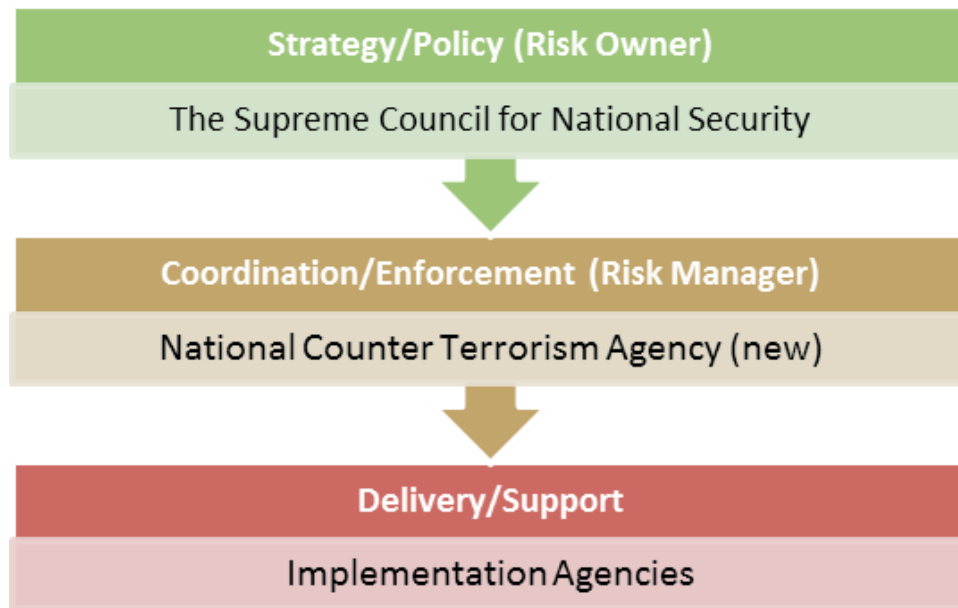 Strategy/Policy (Risk Owner)
The Supreme Council for National Security
Coordination/Enforcement (Risk Manager)
National Counter Terrorism Agency (new)
Delivery/Support
Implementation Agencies